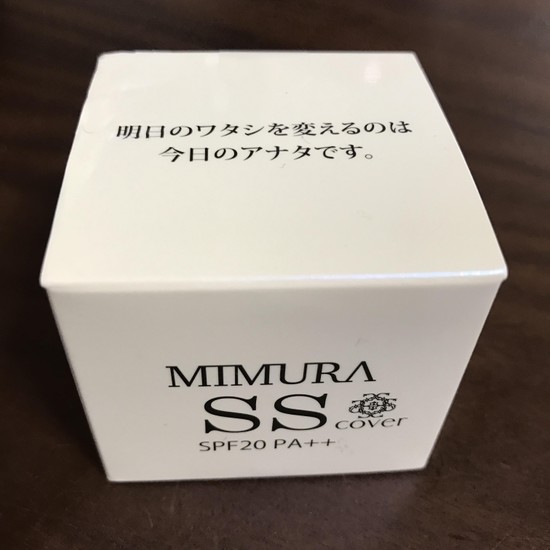 明日のワタシを変えるのは
今日のアナタです。
MIMURA
SS
cover
SPF20 PA++